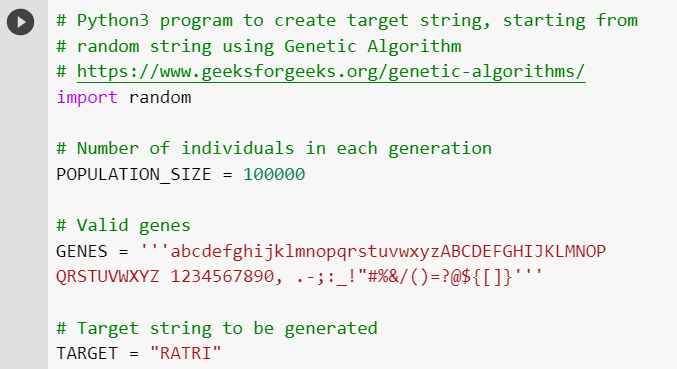 # Python3 program to create target string, starting from
# random string using Genetic Algorithm
# https://www.geeksforgeeks.org/genetic-algorithms/
import random
# Number of individuals in each generation
POPULATION_SIZE = 100000
# Valid genes
GENES = '''abcdefghijklmnopqrstuvwxyzABCDEFGHIJKLMNOP
QRSTUVWXYZ 1234567890, .-;:_!"#%&/()=?@${[]}'''
# Target string to be generated
TARGET = "RATRI"